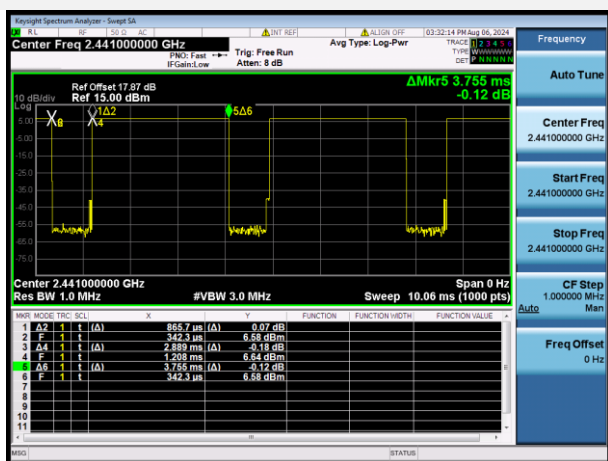 Keysight Spectrum Analyzer - Swept SA
RL RF 50 Ω AC INT REF ALIGN OFF 03:32:14 PM Aug 06, 2024
Center Freq 2.441000000 GHz
PNO: Fast
IFGain:Low
Trig: Free Run
Atten: 8 dB
Avg Type: Log-Pwr
TRACE 1 2 3 4 5 6
TYPE WWWWWW
DET P N N N N N
Ref Offset 17.87 dB
10 dB/div Ref 15.00 dBm
Log
ΔMkr5 3.755 ms
-0.12 dB
5.00
-5.00
-15.0
-25.0
-35.0
-45.0
-55.0
-65.0
-75.0
1Δ2
4
5Δ6
Center 2.441000000 GHz Span 0 Hz
Res BW 1.0 MHz #VBW 3.0 MHz Sweep 10.06 ms (1000 pts)
MKR MODE TRC SCL X Y FUNCTION FUNCTION WIDTH FUNCTION VALUE
1 Δ2 1 t (Δ) 865.7 µs (Δ) 0.07 dB
2 F 1 t 342.3 µs 6.58 dBm
3 Δ4 1 t (Δ) 2.889 ms (Δ) -0.18 dB
4 F 1 t 1.208 ms 6.64 dBm
5 Δ6 1 t (Δ) 3.755 ms (Δ) -0.12 dB
6 F 1 t 342.3 µs 6.58 dBm
7
8
9
10
11
MSG STATUS
Frequency
Auto Tune
Center Freq
2.441000000 GHz
Start Freq
2.441000000 GHz
Stop Freq
2.441000000 GHz
CF Step
1.000000 MHz
Auto Man
Freq Offset
0 Hz